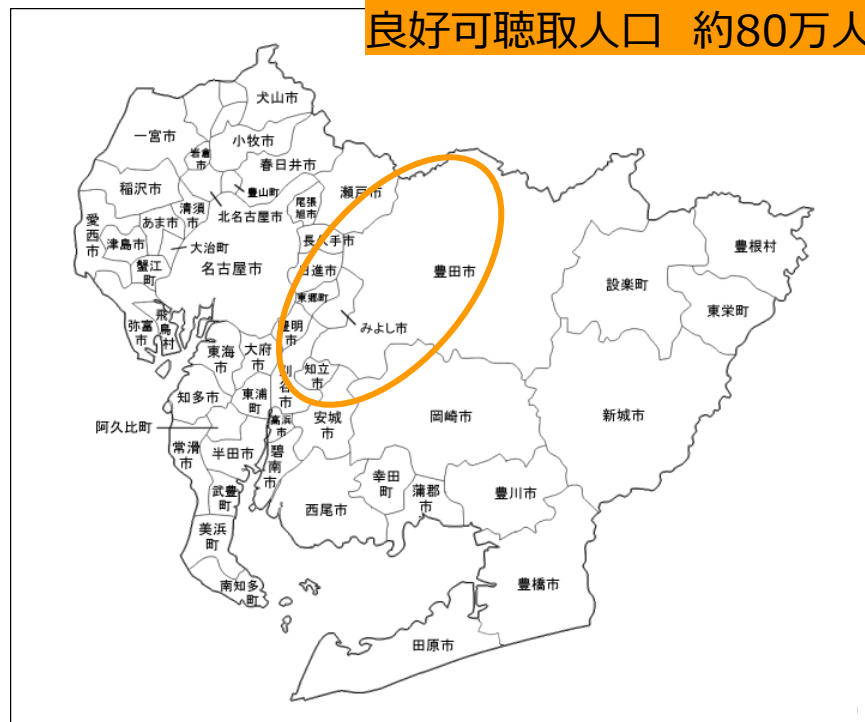 良好可聴取人口 約80万人
犬山市
一宮市
小牧市
岩倉市
春日井市
稲沢市
豊山町
瀬戸市
尾張旭市
清須市
北名古屋市
あま市
愛西市
津島市
大治町
長久手市
日進市
名古屋市
蟹江町
東郷町
豊田市
みよし市
設楽町
豊根村
東栄町
弥富市
飛島村
豊明市
東海市
大府市
刈谷市
知立市
知多市
東浦町
安城市
岡崎市
新城市
阿久比町
高浜市
常滑市
半田市
碧南市
幸田町
蒲郡市
豊川市
武豊町
西尾市
美浜町
南知多町
豊橋市
田原市